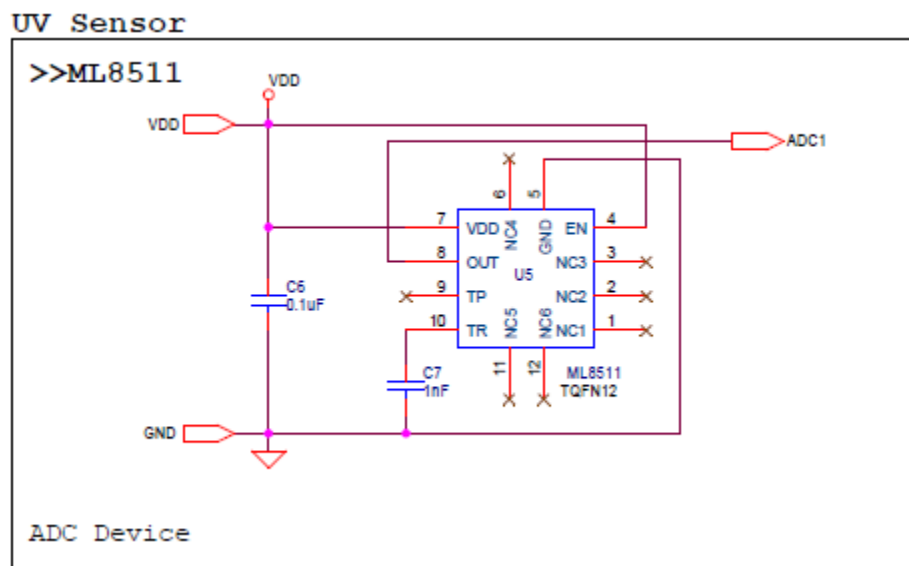 UV Sensor
>>ML8511
VDD
VDD
ADC1
6
5
7
VDD
NC4
GND
EN
4
8
OUT
U5
NC3
3
C6
0.1uF
9
TP
NC2
2
10
TR
NC5
NC6
NC1
1
C7
1nF
11
12
ML8511
TQFN12
GND
ADC Device